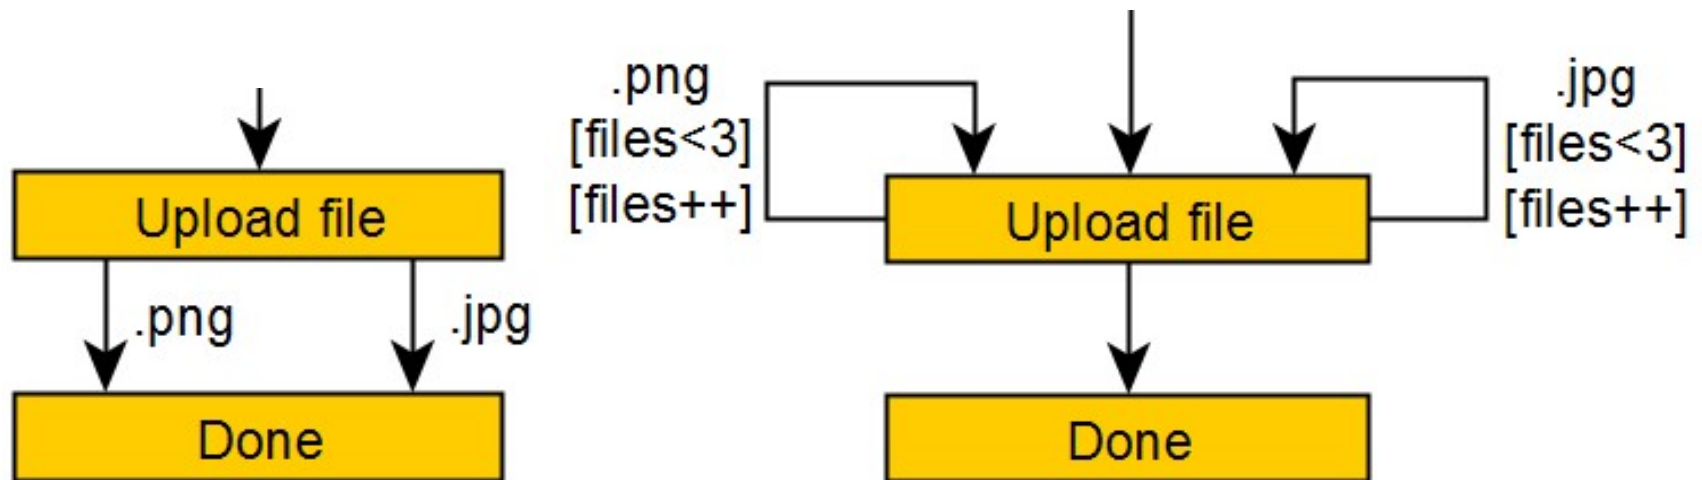 Upload file
.png
.jpg
Done
.png
[files<3]
[files++]
Upload file
.jpg
[files<3]
[files++]
Done